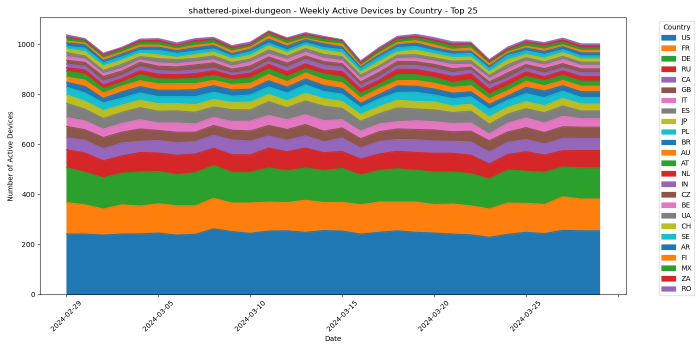 shattered-pixel-dungeon - Weekly Active Devices by Country - Top 25
Number of Active Devices
1000
800
600
400
200
0
2024-02-29
2024-03-05
2024-03-10
2024-03-15
2024-03-20
2024-03-25
Date
Country
US
FR
DE
RU
CA
GB
IT
ES
JP
PL
BR
AU
AT
NL
IN
CZ
BE
UA
CH
SE
AR
FI
MX
ZA
RO